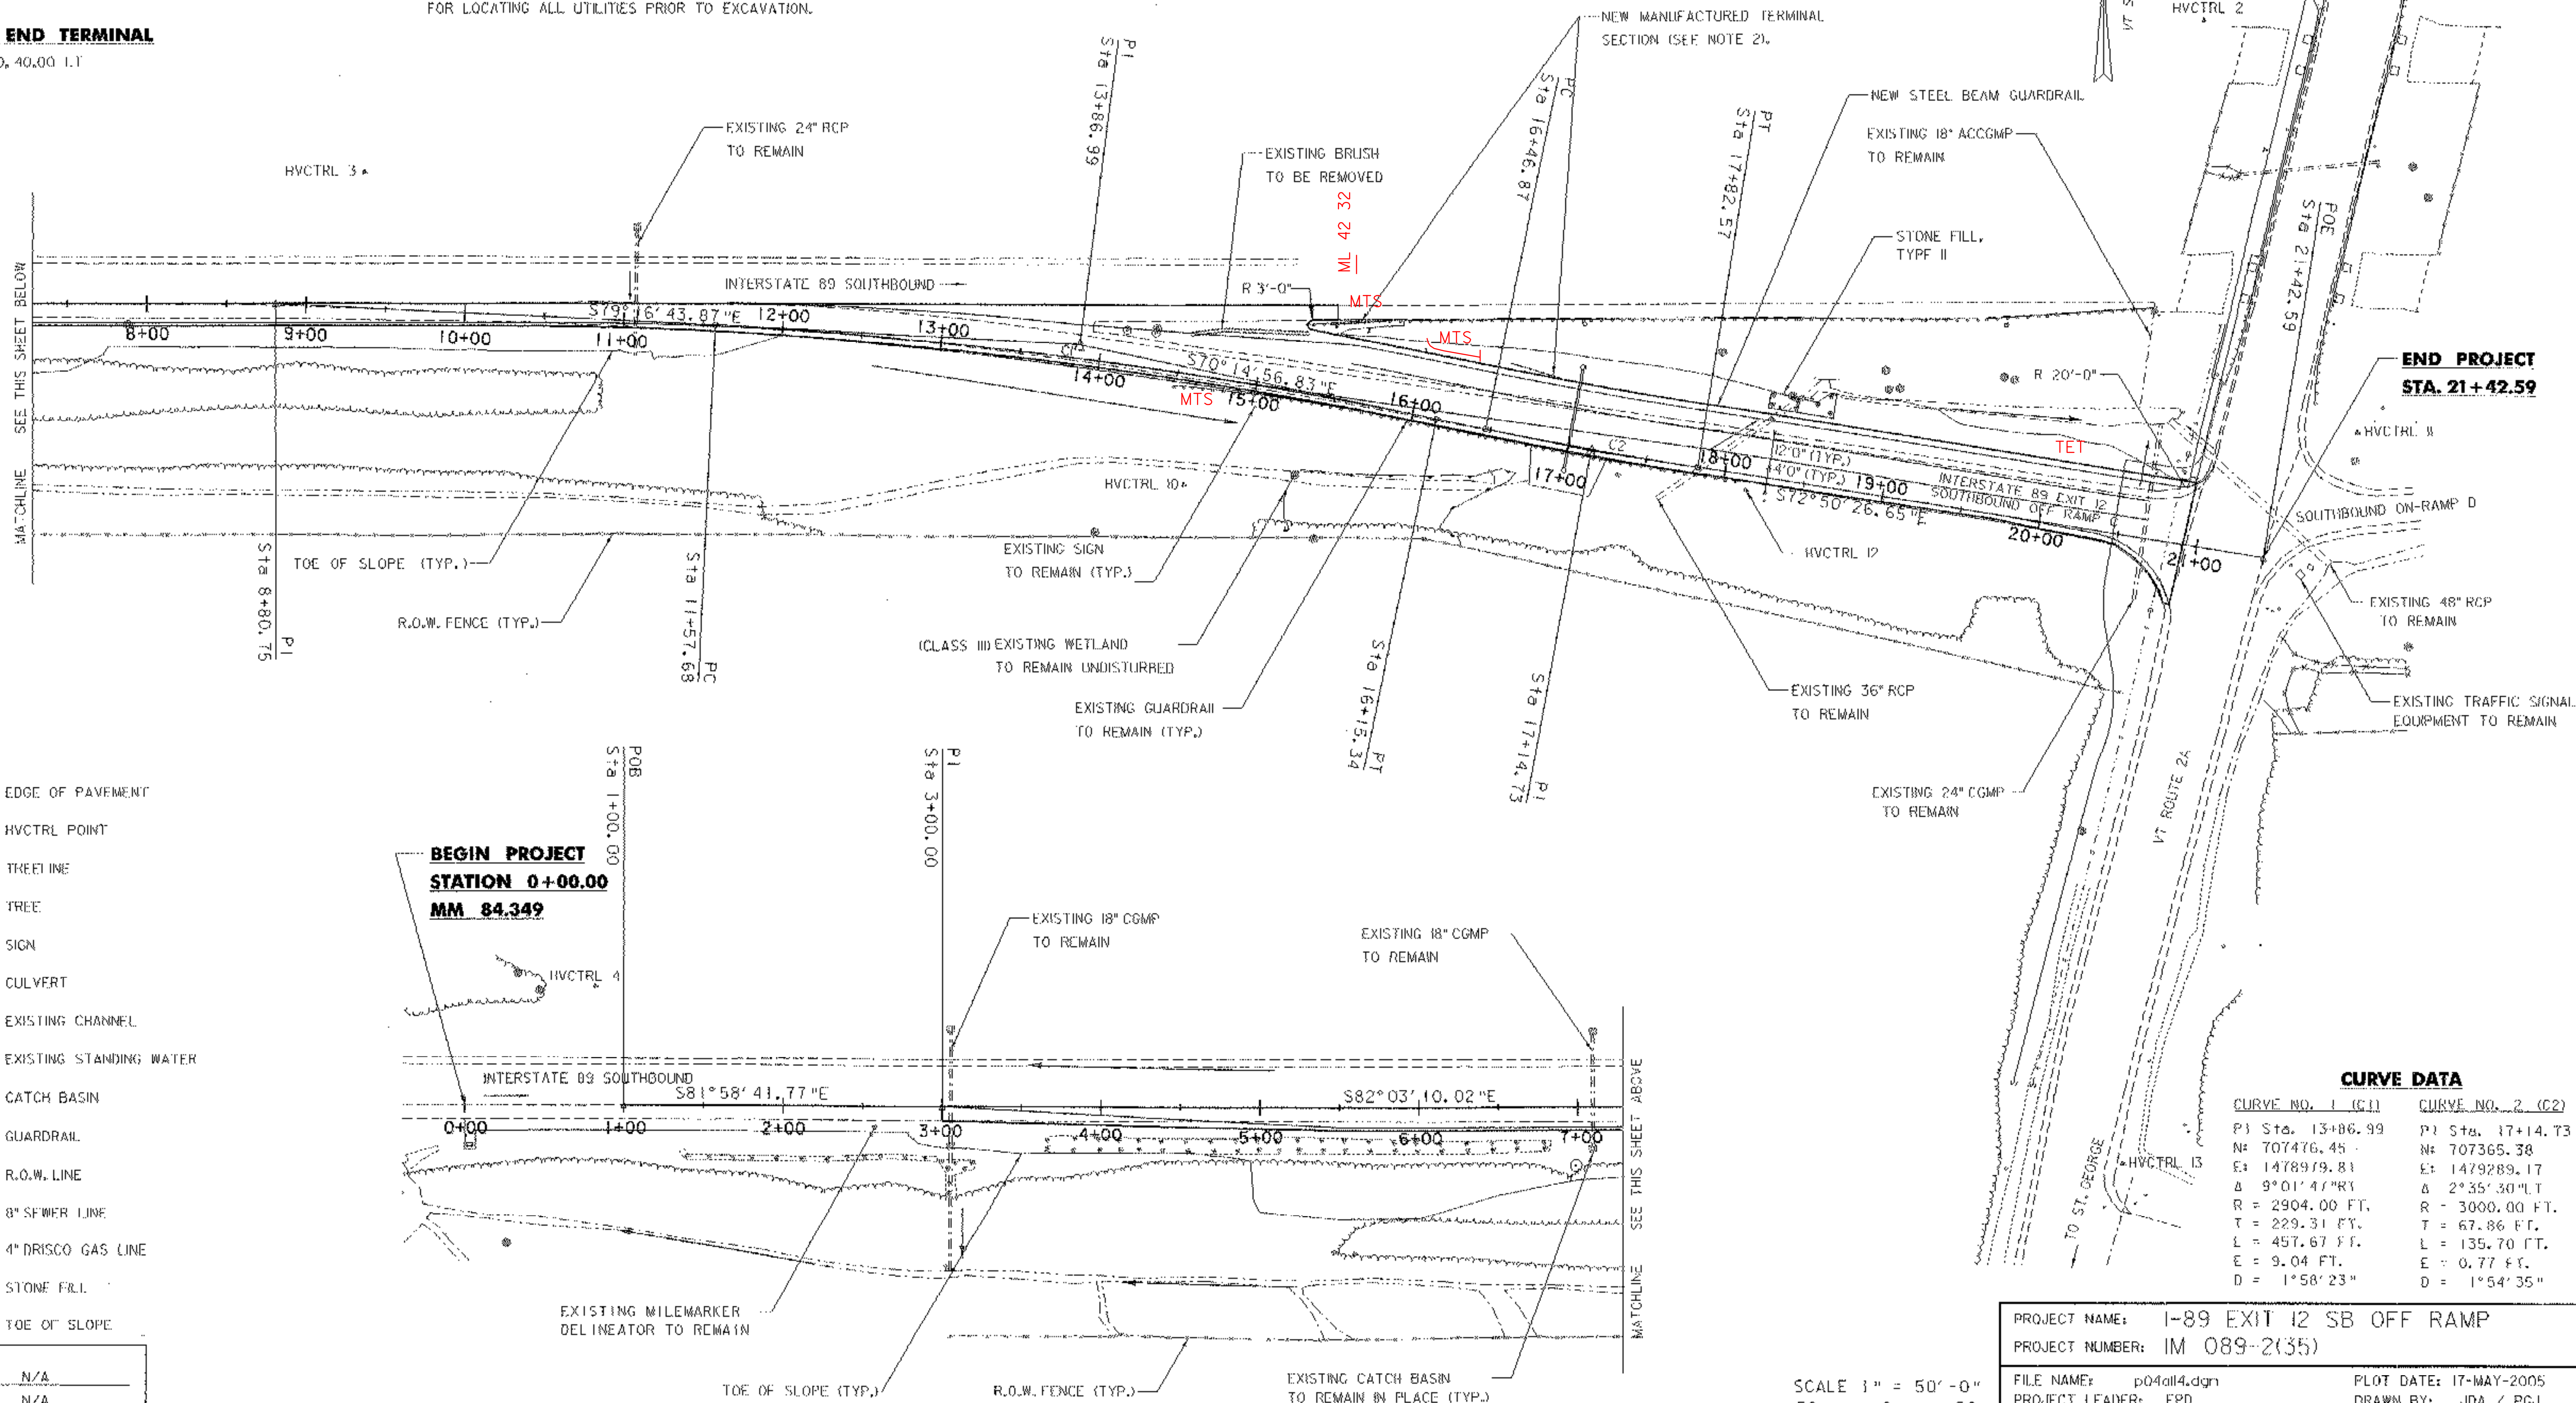 FOR LOCATING ALL UTILITIES PRIOR TO EXCAVATION.
END TERMINAL
40.00 LT
HVCTRL 3
EXISTING 24" RCP
TO REMAIN
PI
Sta 13+86.99
EXISTING BRUSH
TO BE REMOVED
ML 42 32
NEW MANUFACTURED TERMINAL
SECTION (SEE NOTE 2).
PC
Sta 16+46.87
PT
Sta 17+82.57
NEW STEEL BEAM GUARDRAIL
EXISTING 18" ACCGMP
TO REMAIN
STONE FILL,
TYPE II
HVCTRL 2
POE
Sta 21+42.59
END PROJECT
STA. 21+42.59
MATCHLINE SEE THIS SHEET BELOW
INTERSTATE 89 SOUTHBOUND
R 3'-0"
MTS
MTS
MTS
TET
R 20'-0"
S79°16'43.87"E
S70°14'56.83"E
S72°50'26.65"E
C1
C2
8+00
9+00
10+00
11+00
12+00
13+00
14+00
15+00
16+00
17+00
18+00
19+00
20+00
21+00
12'0" (TYP.)
4'0" (TYP.)
INTERSTATE 89 EXIT 12
SOUTHBOUND OFF RAMP C
HVCTRL 11
SOUTHBOUND ON-RAMP D
HVCTRL 10
HVCTRL 12
TOE OF SLOPE (TYP.)
Sta 8+80.75
PI
R.O.W. FENCE (TYP.)
Sta 11+57.68
PC
EXISTING SIGN
TO REMAIN (TYP.)
(CLASS III) EXISTING WETLAND
TO REMAIN UNDISTURBED
EXISTING GUARDRAIL
TO REMAIN (TYP.)
Sta 16+15.34
PT
Sta 17+14.73
PI
EXISTING 36" RCP
TO REMAIN
EXISTING 48" RCP
TO REMAIN
EXISTING TRAFFIC SIGNAL
EQUIPMENT TO REMAIN
EXISTING 24" CGMP
TO REMAIN
VT ROUTE 2A
TO ST. GEORGE
HVCTRL 13
EDGE OF PAVEMENT
HVCTRL POINT
TREELINE
TREE
SIGN
CULVERT
EXISTING CHANNEL
EXISTING STANDING WATER
CATCH BASIN
GUARDRAIL
R.O.W. LINE
8" SEWER LINE
4" DRISCO GAS LINE
STONE FILL
TOE OF SLOPE
N/A
N/A
BEGIN PROJECT
STATION 0+00.00
MM 84.349
POB
Sta 1+00.00
PI
Sta 3+00.00
HVCTRL 4
EXISTING 18" CGMP
TO REMAIN
EXISTING 18" CGMP
TO REMAIN
INTERSTATE 89 SOUTHBOUND
S81°58'41.77"E
S82°03'10.02"E
0+00
1+00
2+00
3+00
4+00
5+00
6+00
7+00
MATCHLINE SEE THIS SHEET ABOVE
EXISTING MILEMARKER
DELINEATOR TO REMAIN
TOE OF SLOPE (TYP.)
R.O.W. FENCE (TYP.)
EXISTING CATCH BASIN
TO REMAIN IN PLACE (TYP.)
CURVE DATA
CURVE NO. 1 (C1)
PI Sta. 13+86.99
N: 707476.45
E: 1478979.81
Δ 9°01'47"RT
R = 2904.00 FT.
T = 229.31 FT.
L = 457.67 FT.
E = 9.04 FT.
D = 1°58'23"
CURVE NO. 2 (C2)
PI Sta. 17+14.73
N: 707365.38
E: 1479289.17
Δ 2°35'30"LT
R = 3000.00 FT.
T = 67.86 FT.
L = 135.70 FT.
E = 0.77 FT.
D = 1°54'35"
SCALE 1" = 50'-0"
PROJECT NAME: I-89 EXIT 12 SB OFF RAMP
PROJECT NUMBER: IM 089-2(35)
FILE NAME: p04a114.dgn
PLOT DATE: 17-MAY-2005
PROJECT LEADER: EPD
DRAWN BY: JDA / PGJ